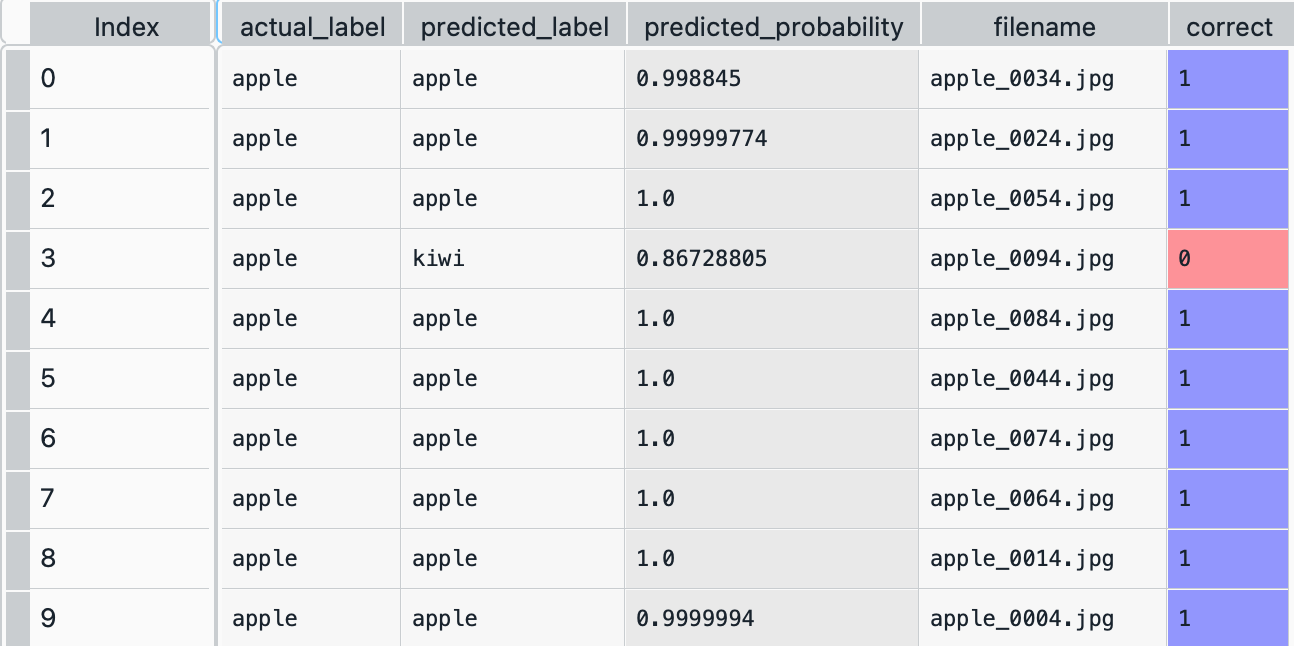 Index actual_label predicted_label predicted_probability filename correct
0 apple apple 0.998845 apple_0034.jpg 1
1 apple apple 0.99999774 apple_0024.jpg 1
2 apple apple 1.0 apple_0054.jpg 1
3 apple kiwi 0.86728805 apple_0094.jpg 0
4 apple apple 1.0 apple_0084.jpg 1
5 apple apple 1.0 apple_0044.jpg 1
6 apple apple 1.0 apple_0074.jpg 1
7 apple apple 1.0 apple_0064.jpg 1
8 apple apple 1.0 apple_0014.jpg 1
9 apple apple 0.9999994 apple_0004.jpg 1